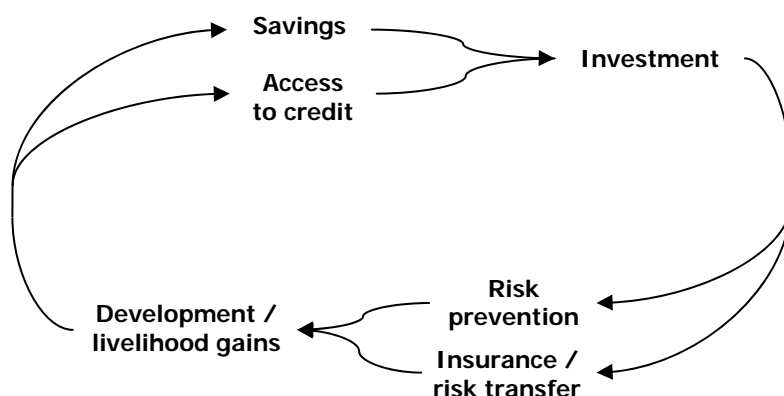 Savings
Access
to credit
Investment
Risk
prevention
Development /
livelihood gains
Insurance /
risk transfer